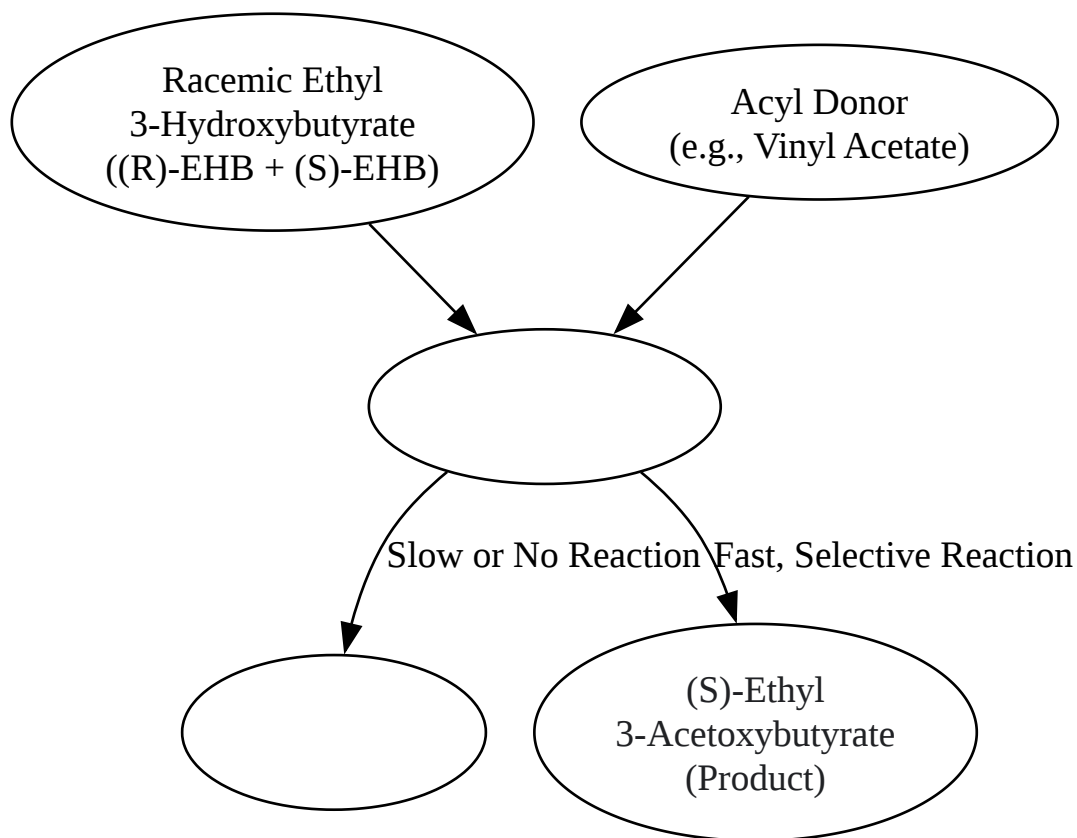 Racemic Ethyl
3-Hydroxybutyrate
((R)-EHB + (S)-EHB)
Acyl Donor
(e.g., Vinyl Acetate)
Slow or No Reaction
Fast, Selective Reaction
(S)-Ethyl
3-Acetoxybutyrate
(Product)